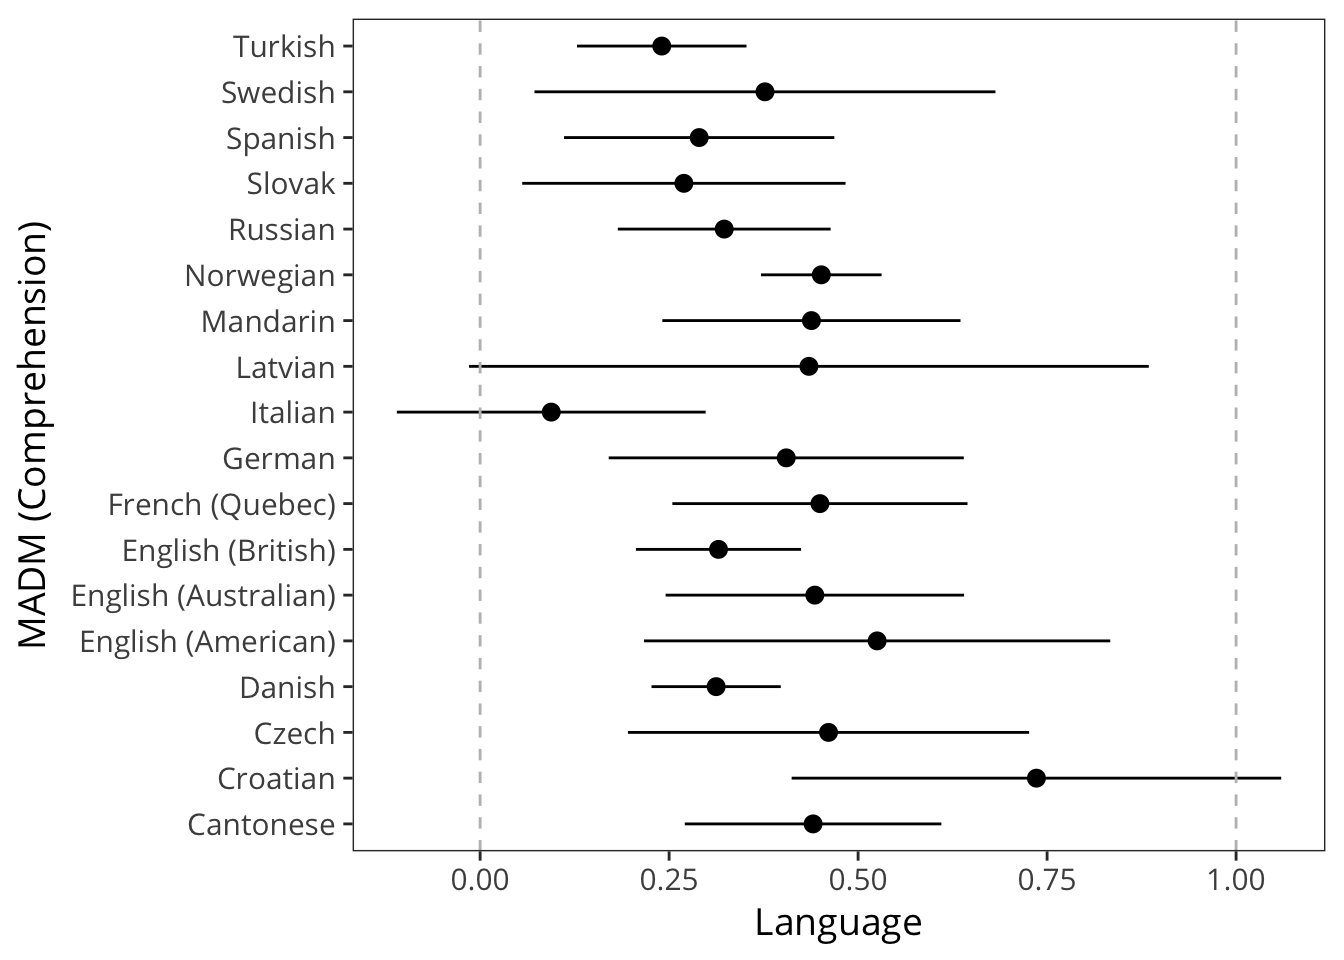 Turkish
Swedish
Spanish
Slovak
Russian
Norwegian
Mandarin
Latvian
Italian
German
French (Quebec)
English (British)
English (Australian)
English (American)
Danish
Czech
Croatian
Cantonese
MADM (Comprehension)
0.00 0.25 0.50 0.75 1.00
Language